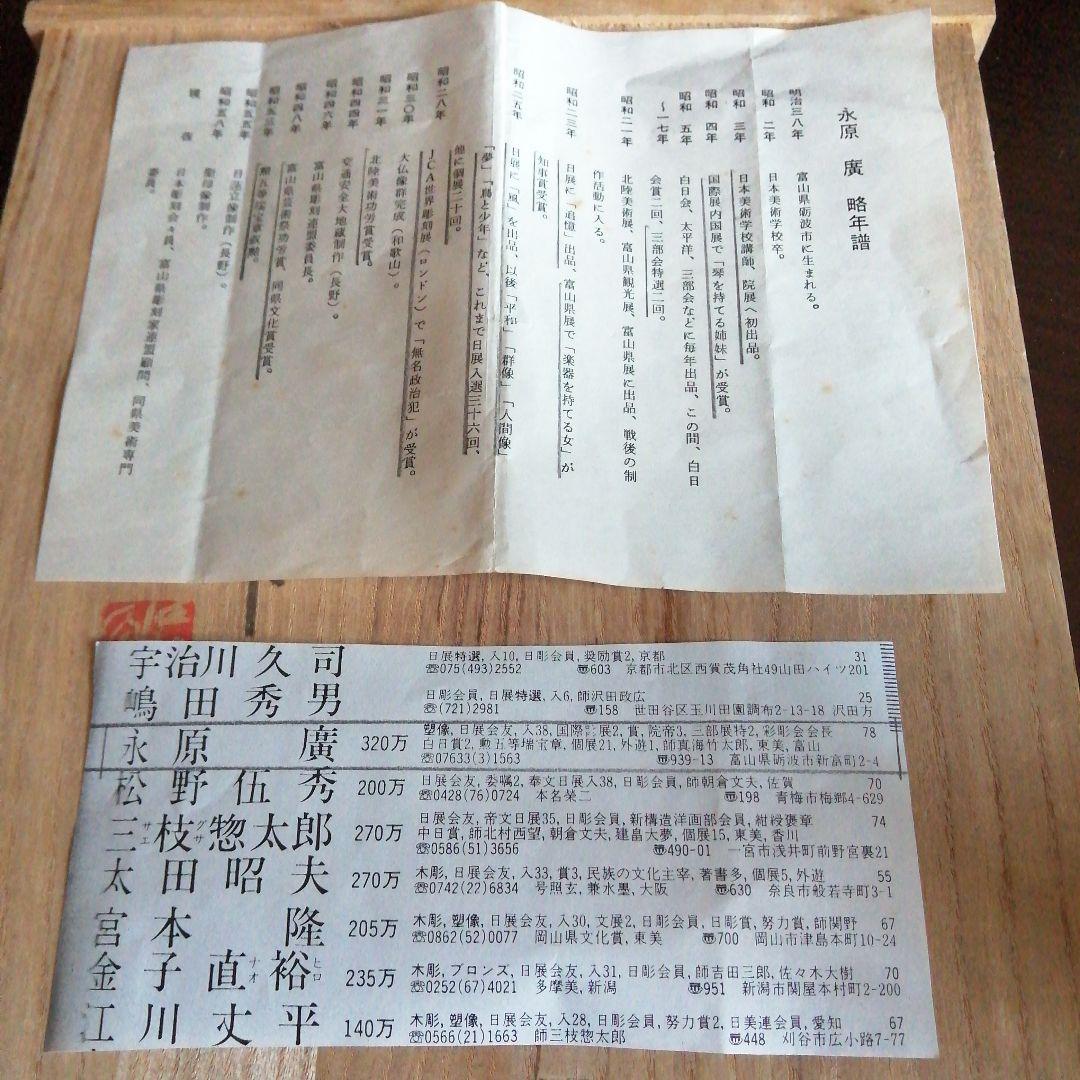 永原 廣 略年譜
明治三八年 富山県砺波市に生まれる。
昭和 二年 日本美術学校卒。
昭和 三年 日本美術学校講師、院展へ初出品。
昭和 四年 国際展内国展で「琴を持てる姉妹」が受賞。
昭和 五年 白日会、太平洋、三部会などに毎年出品、この間、白日
〜一七年 会賞二回、三部会特選二回。
昭和二一年 北陸美術展、富山県観光展、富山県展に出品、戦後の制
作活動に入る。
昭和二三年 日展に「追憶」出品、富山県展で「楽器を持てる女」が
知事賞受賞。
昭和二五年 日展に「風」を出品、以後「平和」「群像」「人間像」
「夢」「鳥と少年」など、これまで日展入選三十六回、
他に個展二十回。
昭和二八年 JCA世界彫刻展(ロンドン)で「無名政治犯」が受賞。
昭和三〇年 大仏像群完成(和歌山)。
昭和三一年 北陸美術功労賞受賞。
昭和四四年 交通安全大地蔵制作(長野)。
昭和四六年 富山県彫刻家連盟委員長。
昭和四八年 富山県芸術祭功労賞、同県文化賞受賞。
昭和五三年 勲五等瑞宝章叙勲。
昭和五五年 日蓮立像制作(長野)。
昭和五八年 聖母像制作。
現在 日本彫刻会々員、富山県彫刻家連盟顧問、同県美術専門
委員。
宇治川久司 日展特選,入10,日彫会員,奨励賞2,京都 31
☎075(493)2552 〠603 京都市北区西賀茂角社49山田ハイツ201
嶋田秀男 日彫会員,日展特選,入6,師沢田政広 25
☎(721)2981 〠158 世田谷区玉川田園調布2-13-18 沢田方
永原廣 320万 塑像,日展会友,入38,国際展2,賞,院帝3,三部展特2,彩彫会会長 78
白日賞2,勲五等瑞宝章,個展21,外遊1,師真海竹太郎,東美,富山
☎07633(3)1563 〠939-13 富山県砺波市新富町2-4
松野伍秀 200万 日展会友,委嘱2,奉文日展入38,日彫会員,師朝倉文夫,佐賀 70
☎0428(76)0724 本名榮二 〠198 青梅市梅郷4-629
三枝惣太郎 サエグサ 270万 日展会友,帝文日展35,日彫会員,新構造洋画部会員,紺綬褒章 74
中日賞,師北村西望,朝倉文夫,建畠大夢,個展15,東美,香川
☎0586(51)3656 〠490-01 一宮市浅井町前野宮裏21
太田昭夫 270万 木彫,日展会友,入33,賞3,民族の文化主宰,著書多,個展5,外遊 55
☎0742(22)6834 号照玄,兼水墨,大阪 〠630 奈良市般若寺町3-1
宮本隆 205万 木彫,塑像,日展会友,入30,文展2,日彫会員,日彫賞,努力賞,師関野 67
☎0862(52)0077 岡山県文化賞,東美 〠700 岡山市津島本町10-24
金子直裕 ナオヒロ 235万 木彫,ブロンズ,日展会友,入31,日彫会員,師吉田三郎,佐々木大樹 70
☎0252(67)4021 多摩美,新潟 〠951 新潟市関屋本村町2-200
江川丈平 140万 木彫,塑像,日展会友,入28,日彫会員,努力賞2,日美連会員,愛知 67
☎0566(21)1663 師三枝惣太郎 〠448 刈谷市広小路7-77